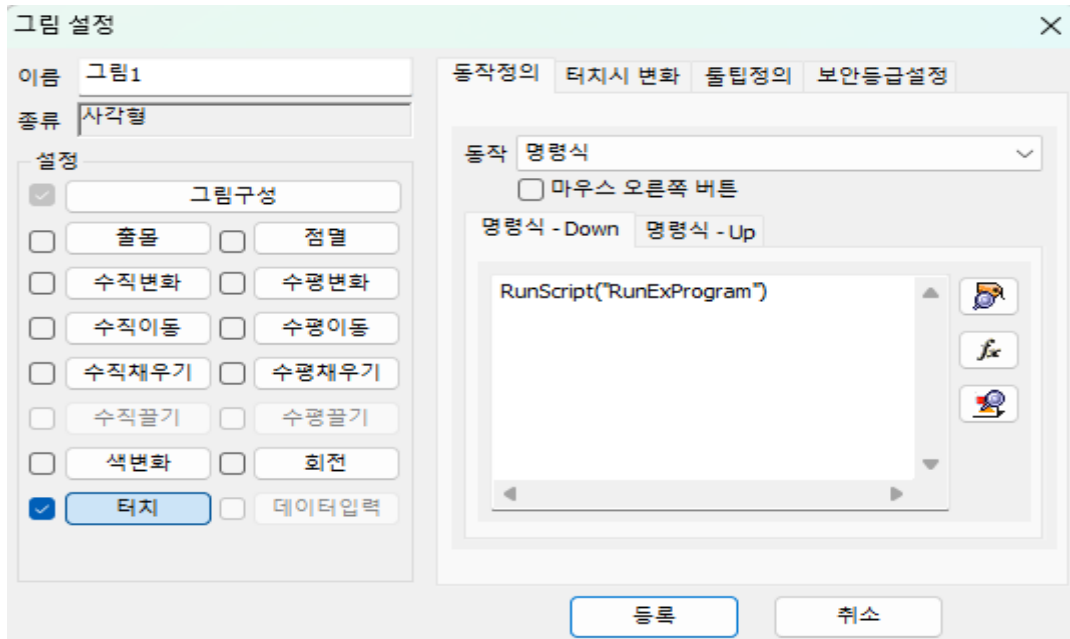 그림 설정
이름 그림1
종류 사각형
설정
그림구성
출몰 점멸
수직변화 수평변화
수직이동 수평이동
수직채우기 수평채우기
수직끌기 수평끌기
색변화 회전
터치 데이터입력
동작정의 터치시 변화 툴팁정의 보안등급설정
동작 명령식
마우스 오른쪽 버튼
명령식 - Down 명령식 - Up
RunScript("RunExProgram")
fx
등록 취소